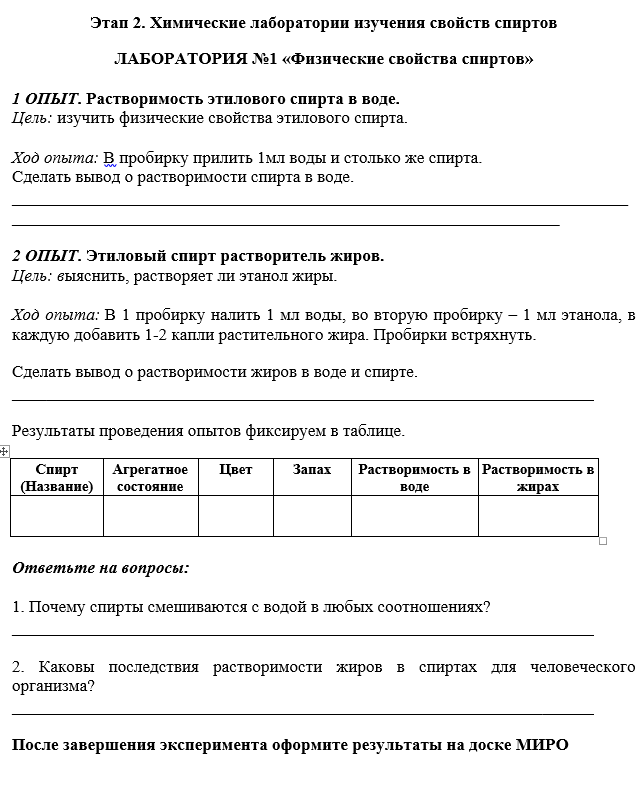 Этап 2. Химические лаборатории изучения свойств спиртов
ЛАБОРАТОРИЯ №1 «Физические свойства спиртов»
1 ОПЫТ. Растворимость этилового спирта в воде.
Цель: изучить физические свойства этилового спирта.
Ход опыта: В пробирку прилить 1мл воды и столько же спирта.
Сделать вывод о растворимости спирта в воде.
2 ОПЫТ. Этиловый спирт растворитель жиров.
Цель: выяснить, растворяет ли этанол жиры.
Ход опыта: В 1 пробирку налить 1 мл воды, во вторую пробирку – 1 мл этанола, в
каждую добавить 1-2 капли растительного жира. Пробирки встряхнуть.
Сделать вывод о растворимости жиров в воде и спирте.
Результаты проведения опытов фиксируем в таблице.
Спирт (Название) Агрегатное состояние Цвет Запах Растворимость в воде Растворимость в жирах
Ответьте на вопросы:
1. Почему спирты смешиваются с водой в любых соотношениях?
2. Каковы последствия растворимости жиров в спиртах для человеческого
организма?
После завершения эксперимента оформите результаты на доске МИРО